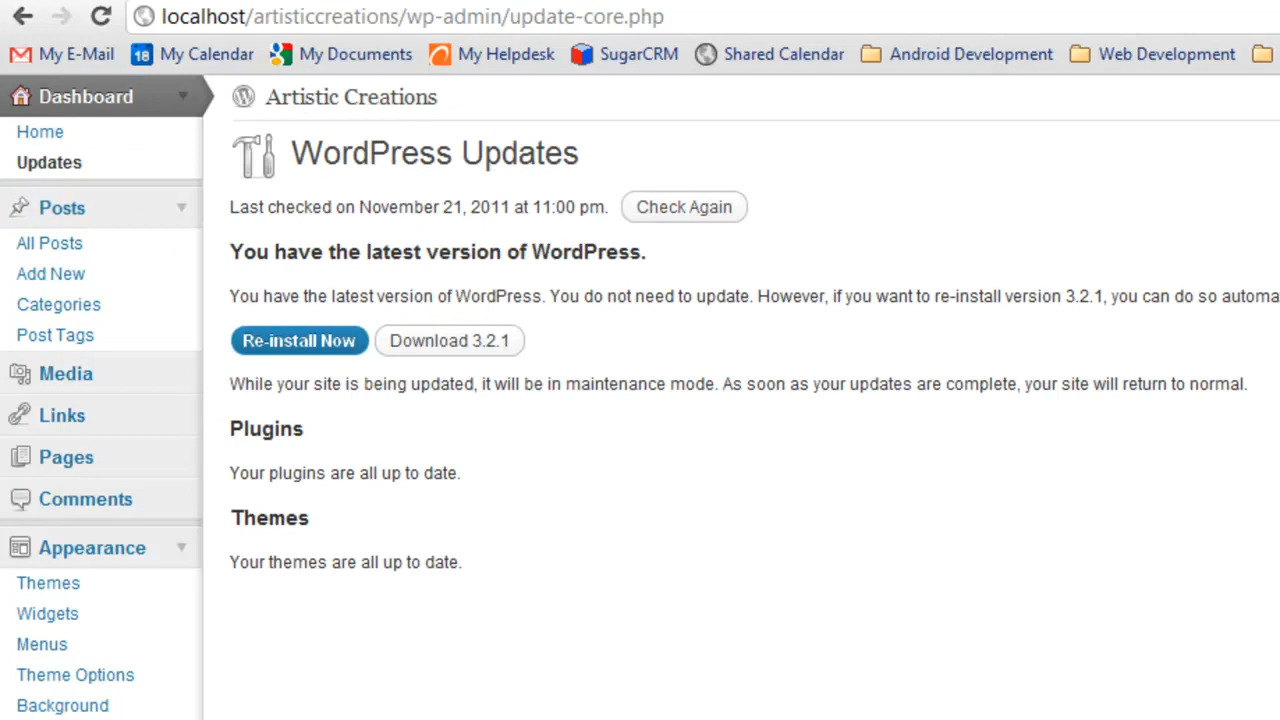 localhost/artisticcreations/wp-admin/update-core.php
My E-Mail 18 My Calendar My Documents My Helpdesk SugarCRM Shared Calendar Android Development Web Development
Dashboard
Home
Updates
Posts
All Posts
Add New
Categories
Post Tags
Media
Links
Pages
Comments
Appearance
Themes
Widgets
Menus
Theme Options
Background
Artistic Creations
WordPress Updates
Last checked on November 21, 2011 at 11:00 pm. Check Again
You have the latest version of WordPress.
You have the latest version of WordPress. You do not need to update. However, if you want to re-install version 3.2.1, you can do so automa
Re-install Now Download 3.2.1
While your site is being updated, it will be in maintenance mode. As soon as your updates are complete, your site will return to normal.
Plugins
Your plugins are all up to date.
Themes
Your themes are all up to date.